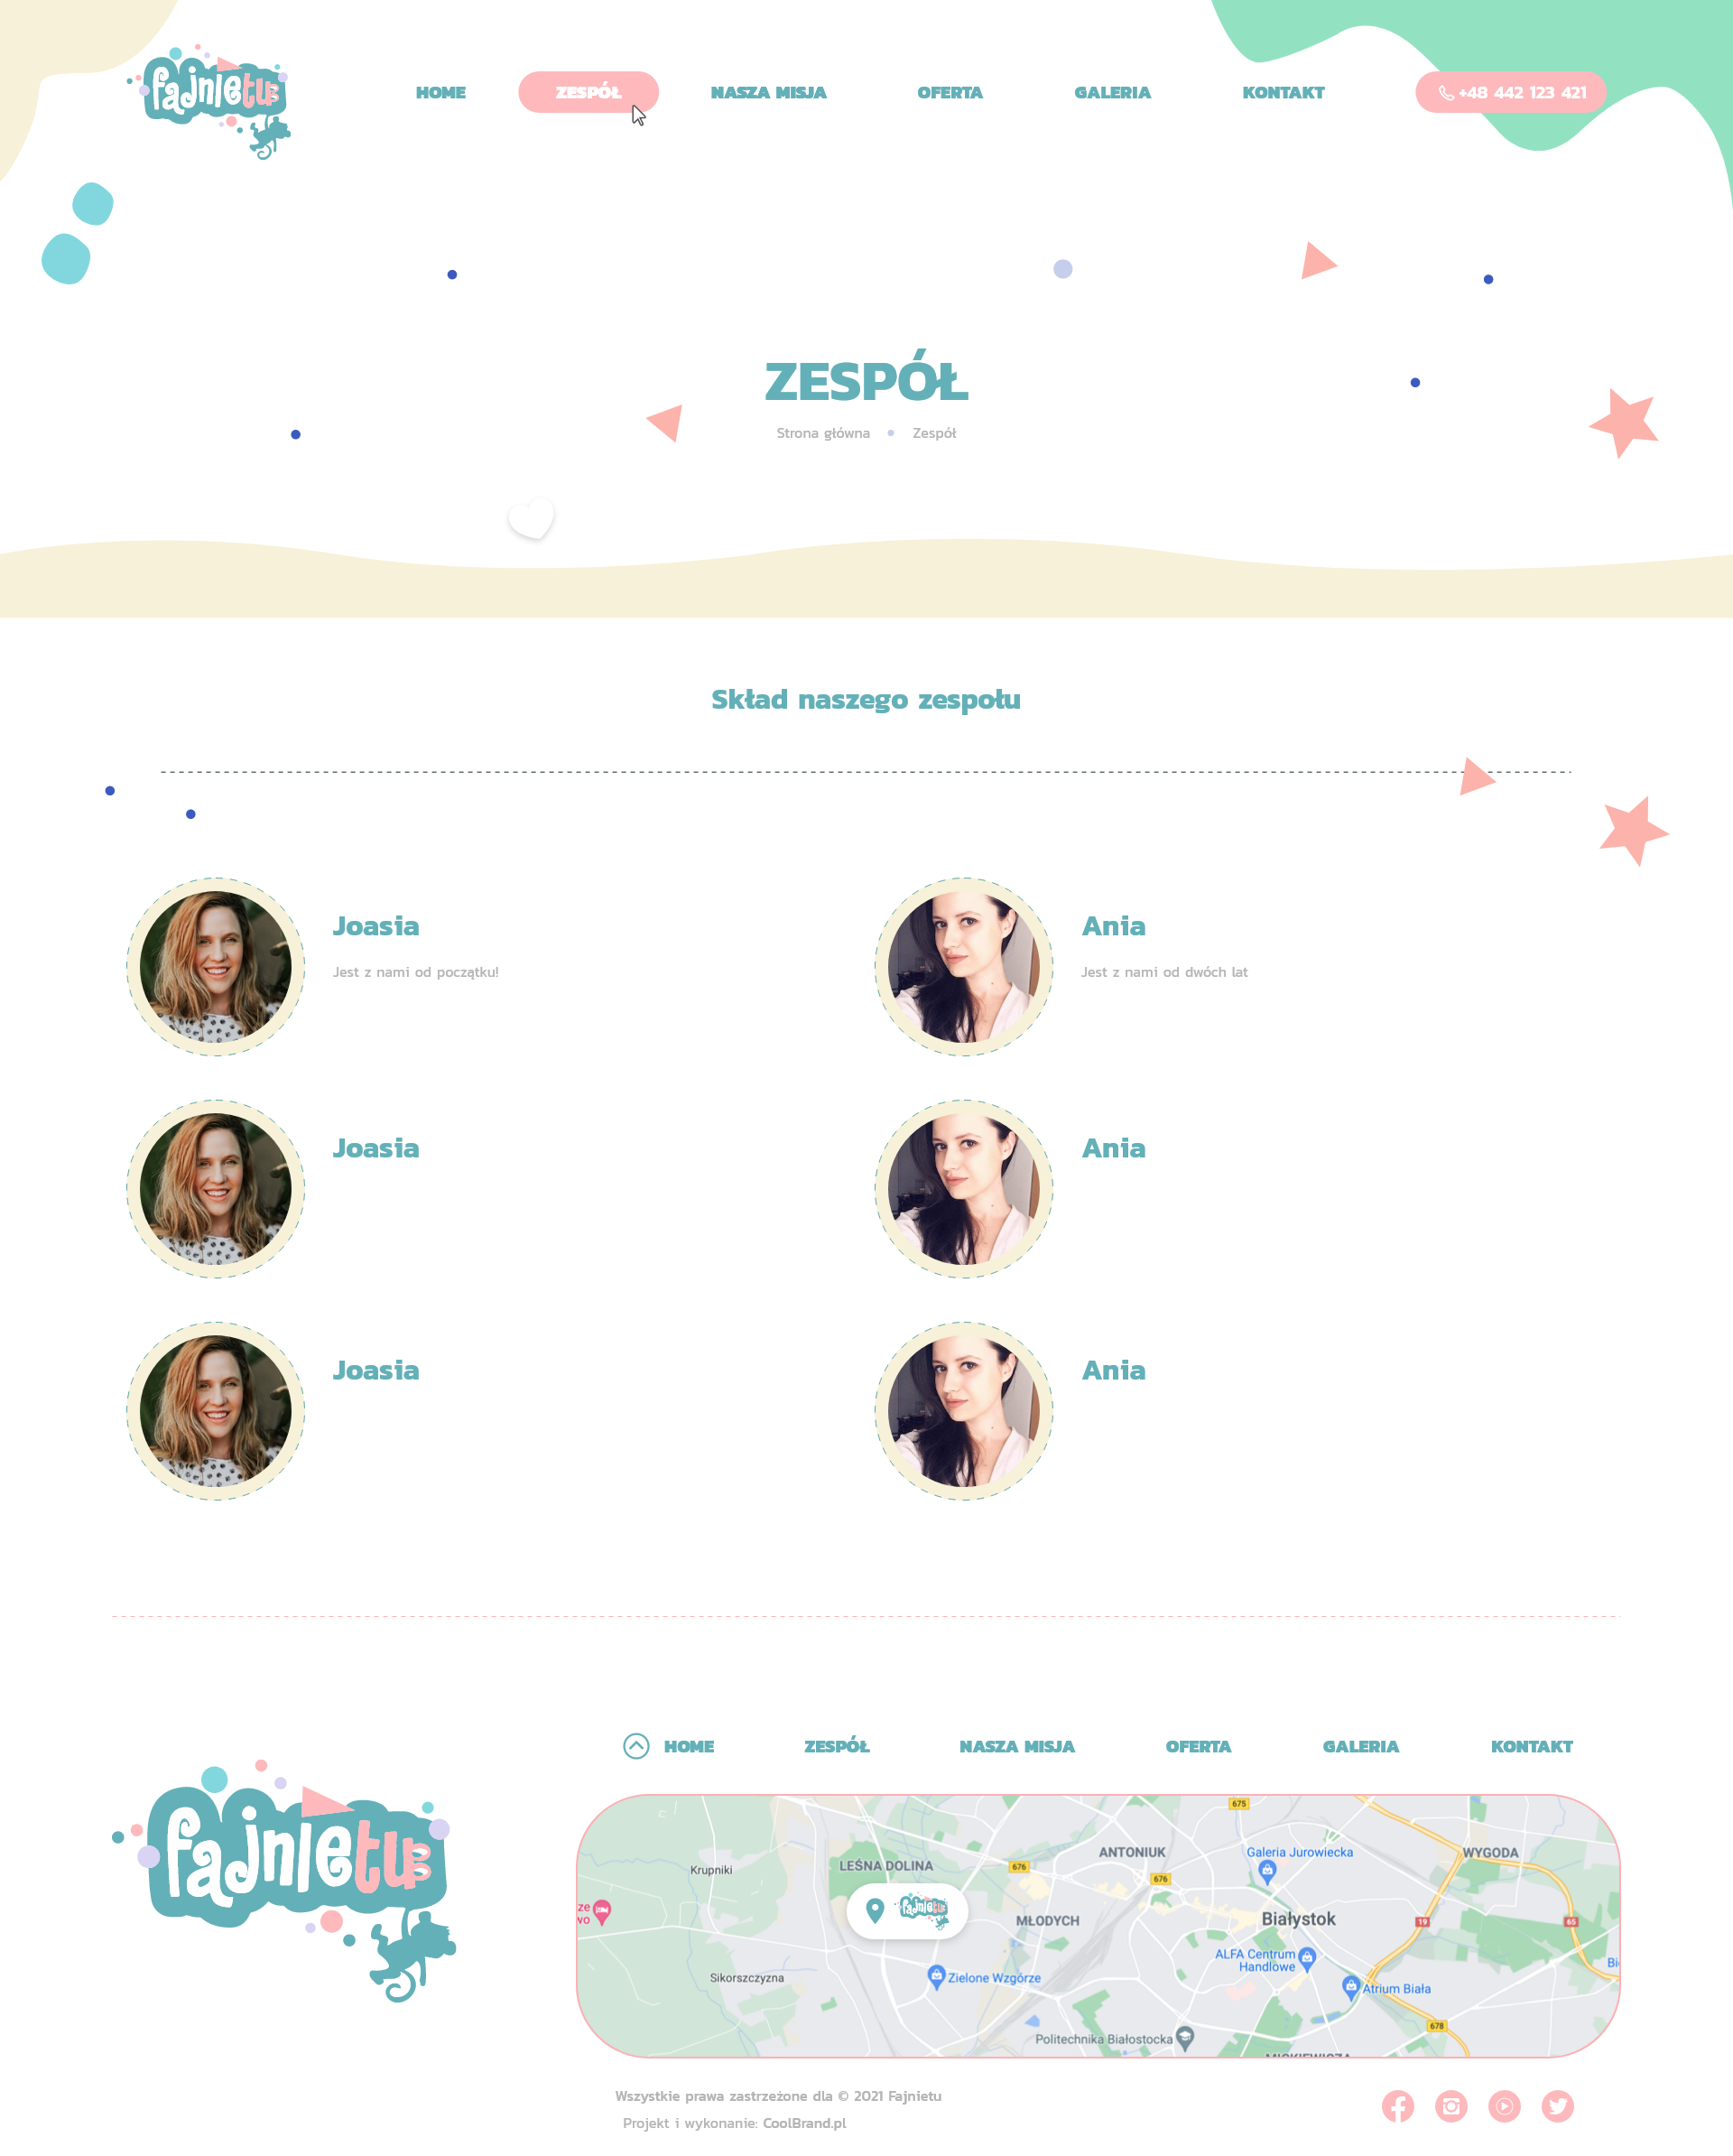 fajnietu
HOME
ZESPÓŁ
NASZA MISJA
OFERTA
GALERIA
KONTAKT
+48 442 123 421
ZESPÓŁ
Strona główna • Zespół
Skład naszego zespołu
Joasia
Jest z nami od początku!
Ania
Jest z nami od dwóch lat
Joasia
Ania
Joasia
Ania
HOME
ZESPÓŁ
NASZA MISJA
OFERTA
GALERIA
KONTAKT
fajnietu
675
Krupniki
LEŚNA DOLINA
676
ANTONIUK
676
Galeria Jurowiecka
WYGODA
ze
wo
fajnietu
MŁODYCH
Białystok
19
65
ALFA Centrum
Handlowe
Sikorszczyzna
Zielone Wzgórze
Atrium Biała
Bi
678
Politechnika Białostocka
Wszystkie prawa zastrzeżone dla © 2021 Fajnietu
Projekt i wykonanie: CoolBrand.pl